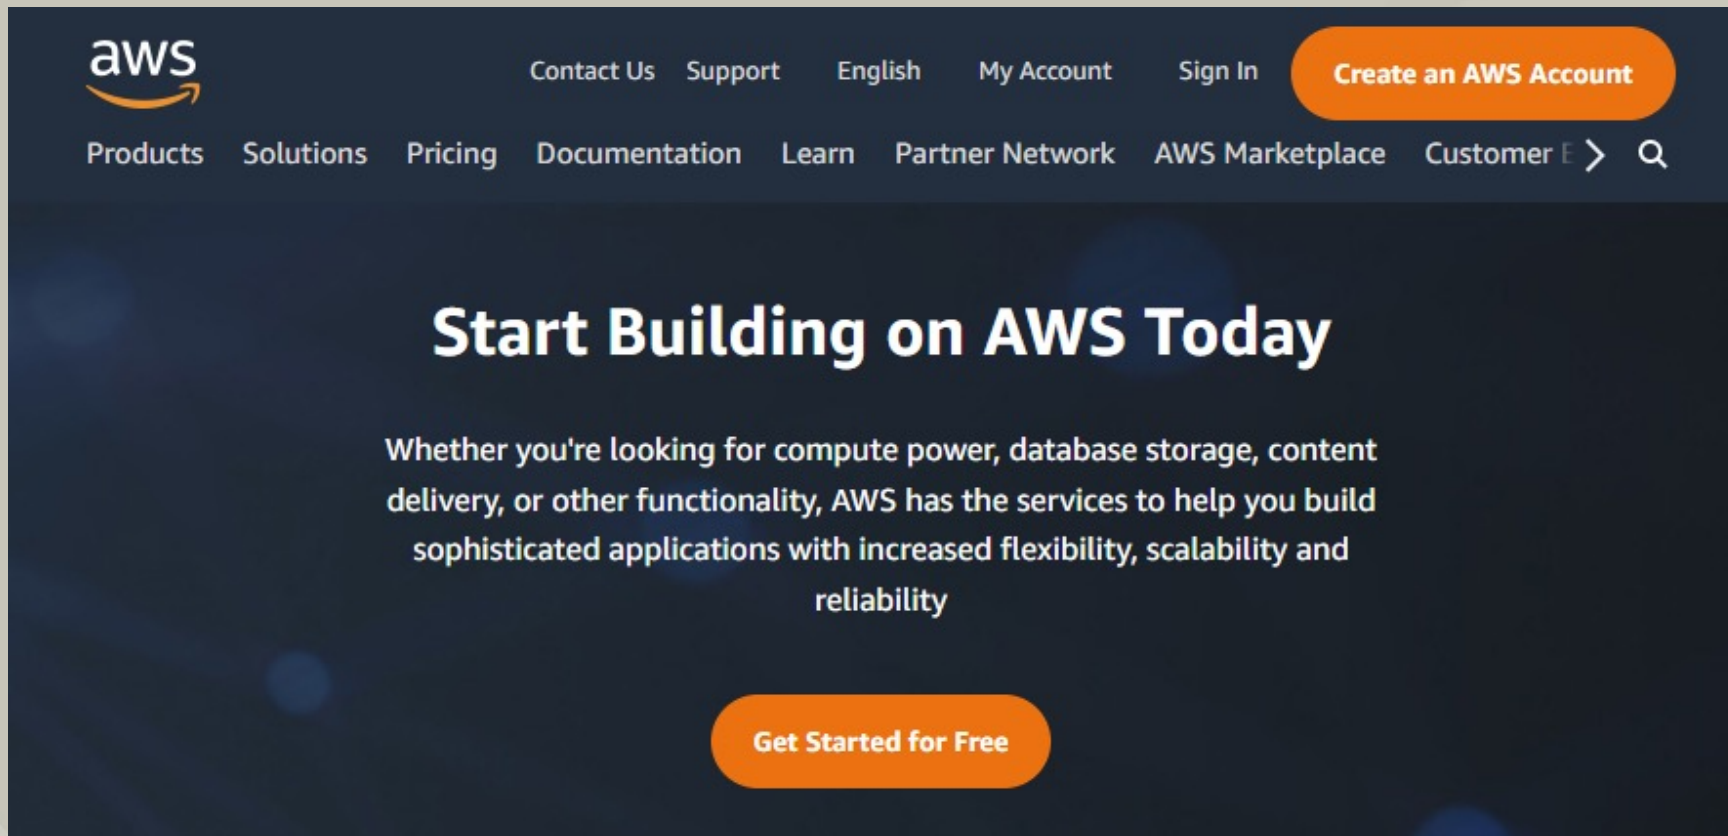 aws
Contact Us Support English My Account Sign In Create an AWS Account
Products Solutions Pricing Documentation Learn Partner Network AWS Marketplace Customer E
Start Building on AWS Today
Whether you're looking for compute power, database storage, content
delivery, or other functionality, AWS has the services to help you build
sophisticated applications with increased flexibility, scalability and
reliability
Get Started for Free